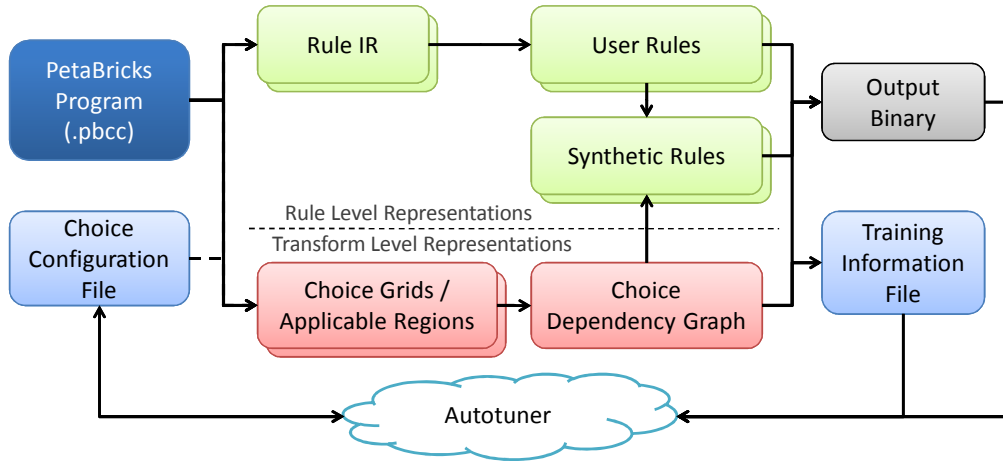 PetaBricks
Program
(.pbcc)
Rule IR
User Rules
Output
Binary
Synthetic Rules
Rule Level Representations
Transform Level Representations
Choice
Configuration
File
Choice Grids /
Applicable Regions
Choice
Dependency Graph
Training
Information
File
Autotuner